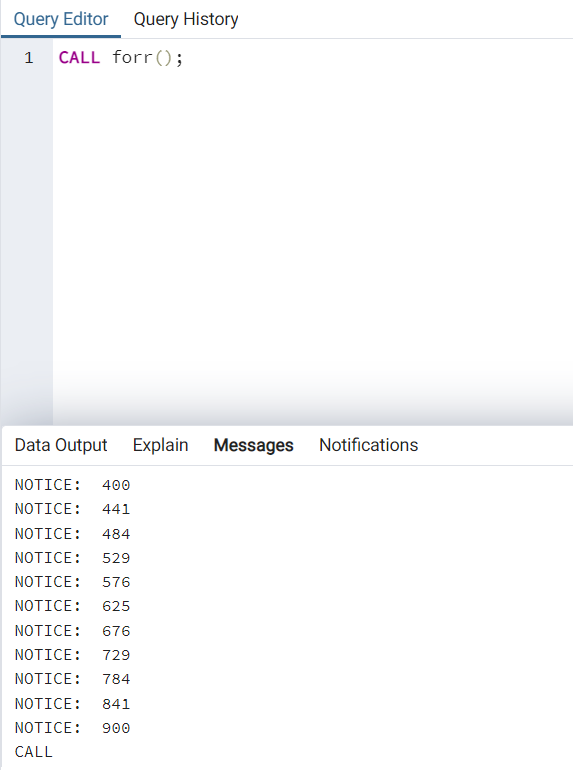 Query Editor Query History
1 CALL forr();
Data Output Explain Messages Notifications
NOTICE: 400
NOTICE: 441
NOTICE: 484
NOTICE: 529
NOTICE: 576
NOTICE: 625
NOTICE: 676
NOTICE: 729
NOTICE: 784
NOTICE: 841
NOTICE: 900
CALL